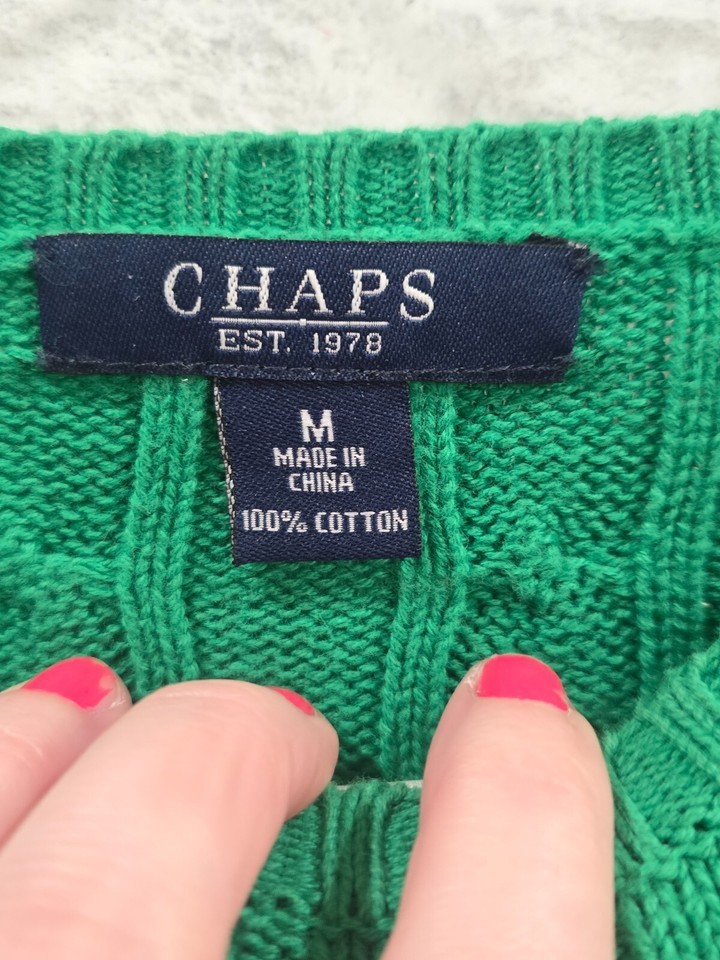 CHAPS
EST. 1978
M
MADE IN
CHINA
100% COTTON